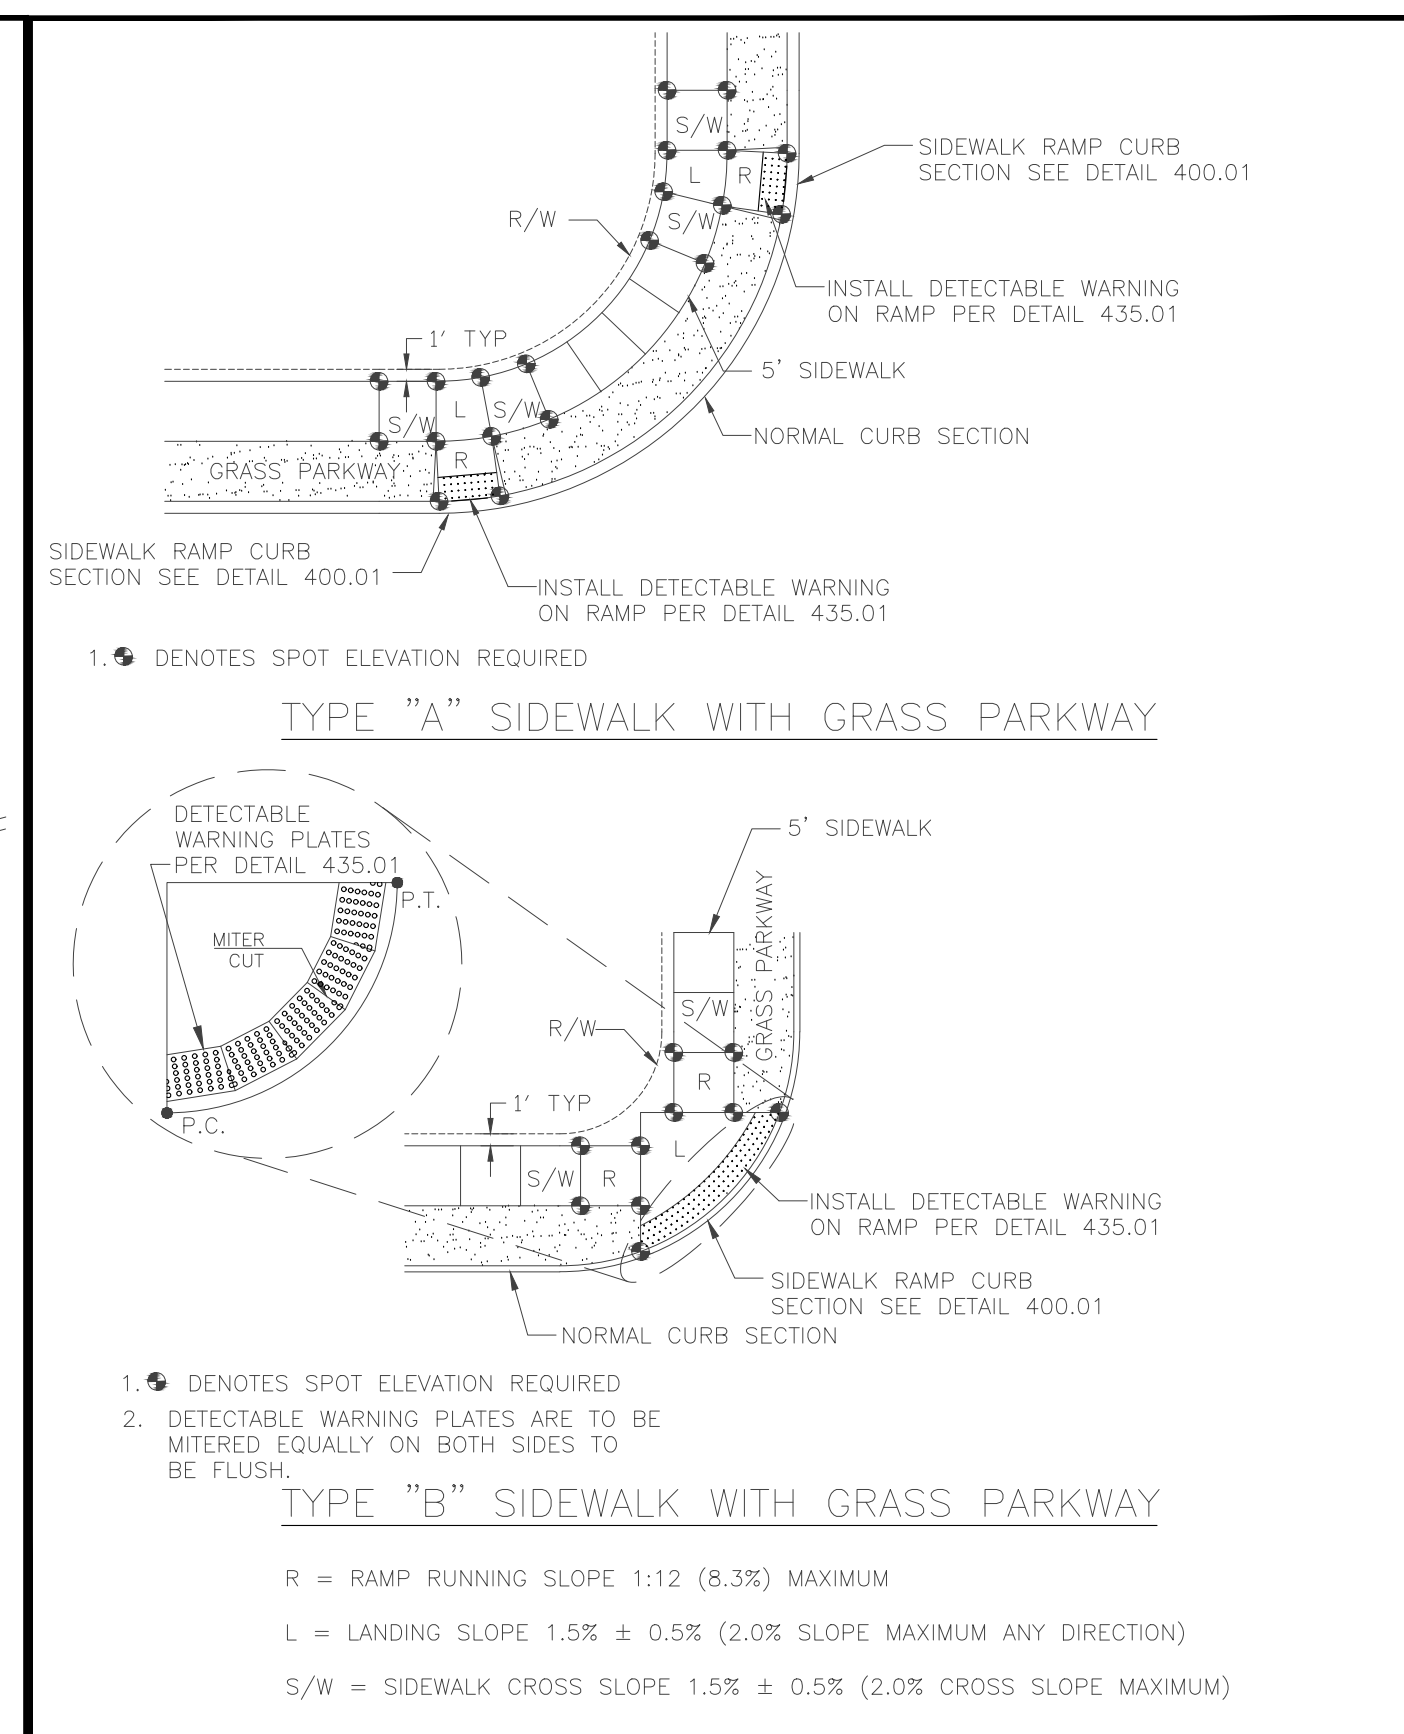 S/W
SIDEWALK RAMP CURB
SECTION SEE DETAIL 400.01
L
R
S/W
R/W
INSTALL DETECTABLE WARNING
ON RAMP PER DETAIL 435.01
1' TYP
5' SIDEWALK
L
S/W
S/W
NORMAL CURB SECTION
R
GRASS PARKWAY
SIDEWALK RAMP CURB
SECTION SEE DETAIL 400.01
INSTALL DETECTABLE WARNING
ON RAMP PER DETAIL 435.01
1. DENOTES SPOT ELEVATION REQUIRED
TYPE "A" SIDEWALK WITH GRASS PARKWAY
DETECTABLE
WARNING PLATES
PER DETAIL 435.01
P.T.
MITER
CUT
P.C.
5' SIDEWALK
GRASS PARKWAY
S/W
R/W
R
1' TYP
L
S/W
R
INSTALL DETECTABLE WARNING
ON RAMP PER DETAIL 435.01
SIDEWALK RAMP CURB
SECTION SEE DETAIL 400.01
NORMAL CURB SECTION
1. DENOTES SPOT ELEVATION REQUIRED
2. DETECTABLE WARNING PLATES ARE TO BE
MITERED EQUALLY ON BOTH SIDES TO
BE FLUSH.
TYPE "B" SIDEWALK WITH GRASS PARKWAY
R = RAMP RUNNING SLOPE 1:12 (8.3%) MAXIMUM
L = LANDING SLOPE 1.5% ± 0.5% (2.0% SLOPE MAXIMUM ANY DIRECTION)
S/W = SIDEWALK CROSS SLOPE 1.5% ± 0.5% (2.0% CROSS SLOPE MAXIMUM)